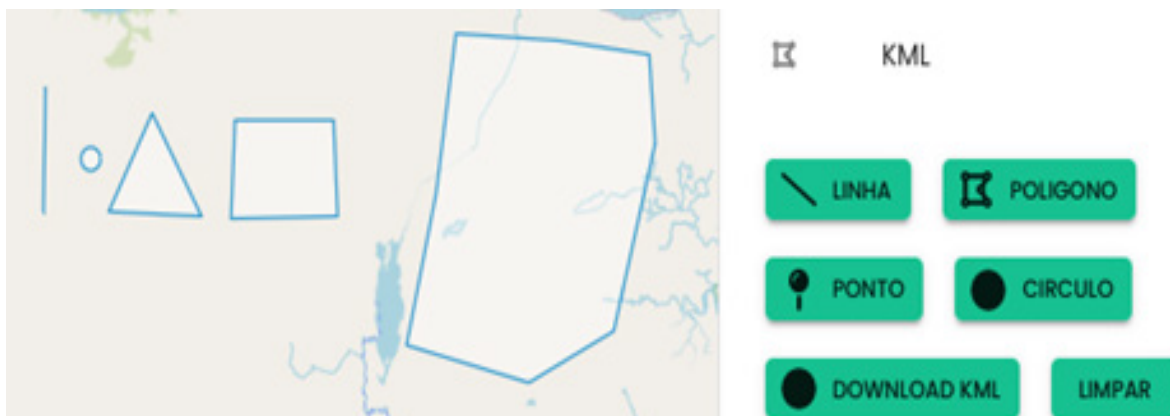 KML
LINHA POLIGONO
PONTO CIRCULO
DOWNLOAD KML LIMPAR